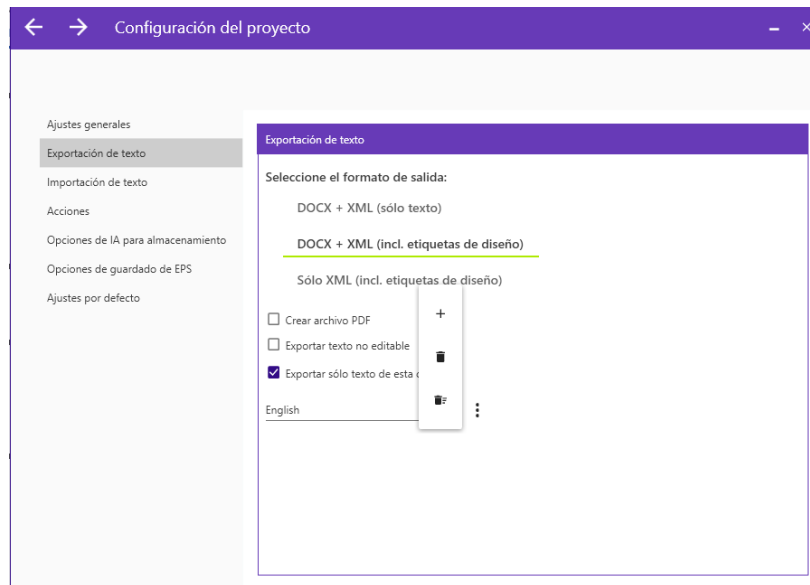 Configuración del proyecto
Ajustes generales
Exportación de texto
Importación de texto
Acciones
Opciones de IA para almacenamiento
Opciones de guardado de EPS
Ajustes por defecto
Exportación de texto
Seleccione el formato de salida:
DOCX + XML (sólo texto)
DOCX + XML (incl. etiquetas de diseño)
Sólo XML (incl. etiquetas de diseño)
Crear archivo PDF
Exportar texto no editable
Exportar sólo texto de esta
English